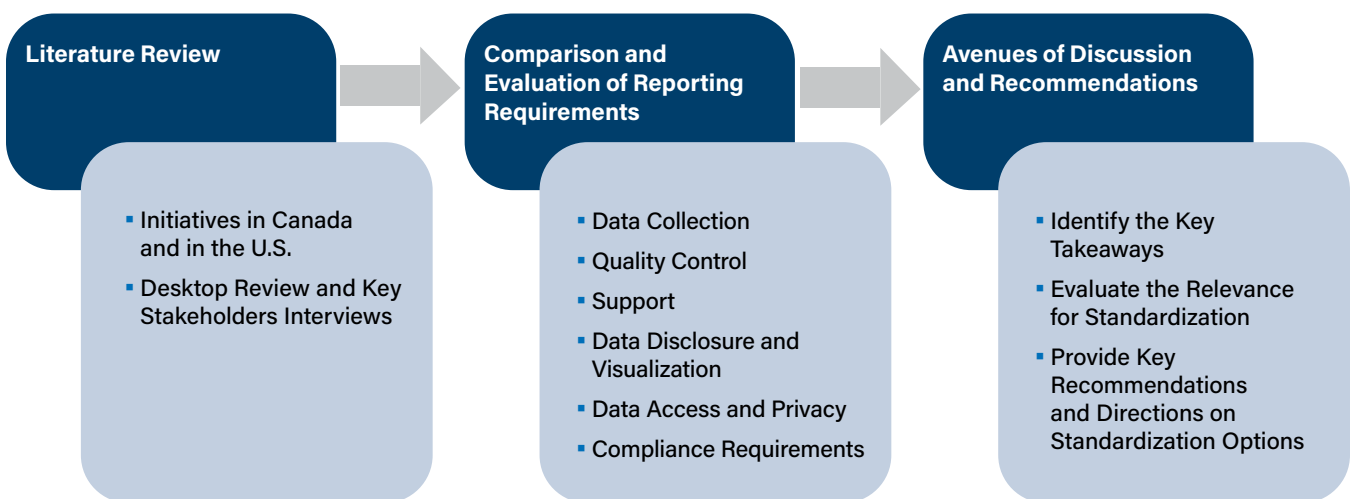 Literature Review
▪ Initiatives in Canada
and in the U.S.
▪ Desktop Review and Key
Stakeholders Interviews
Comparison and
Evaluation of Reporting
Requirements
▪ Data Collection
▪ Quality Control
▪ Support
▪ Data Disclosure and
Visualization
▪ Data Access and Privacy
▪ Compliance Requirements
Avenues of Discussion
and Recommendations
▪ Identify the Key
Takeaways
▪ Evaluate the Relevance
for Standardization
▪ Provide Key
Recommendations
and Directions on
Standardization Options